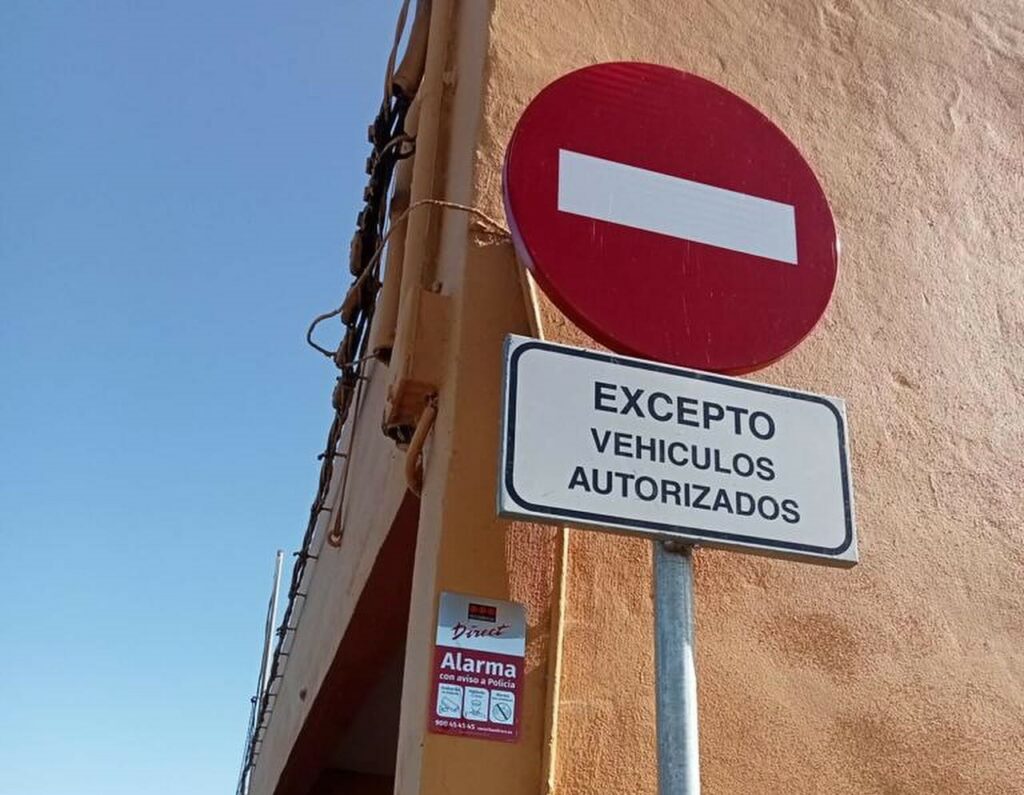 EXCEPTO
VEHICULOS
AUTORIZADOS
Direct
Alarma
con aviso a Policía